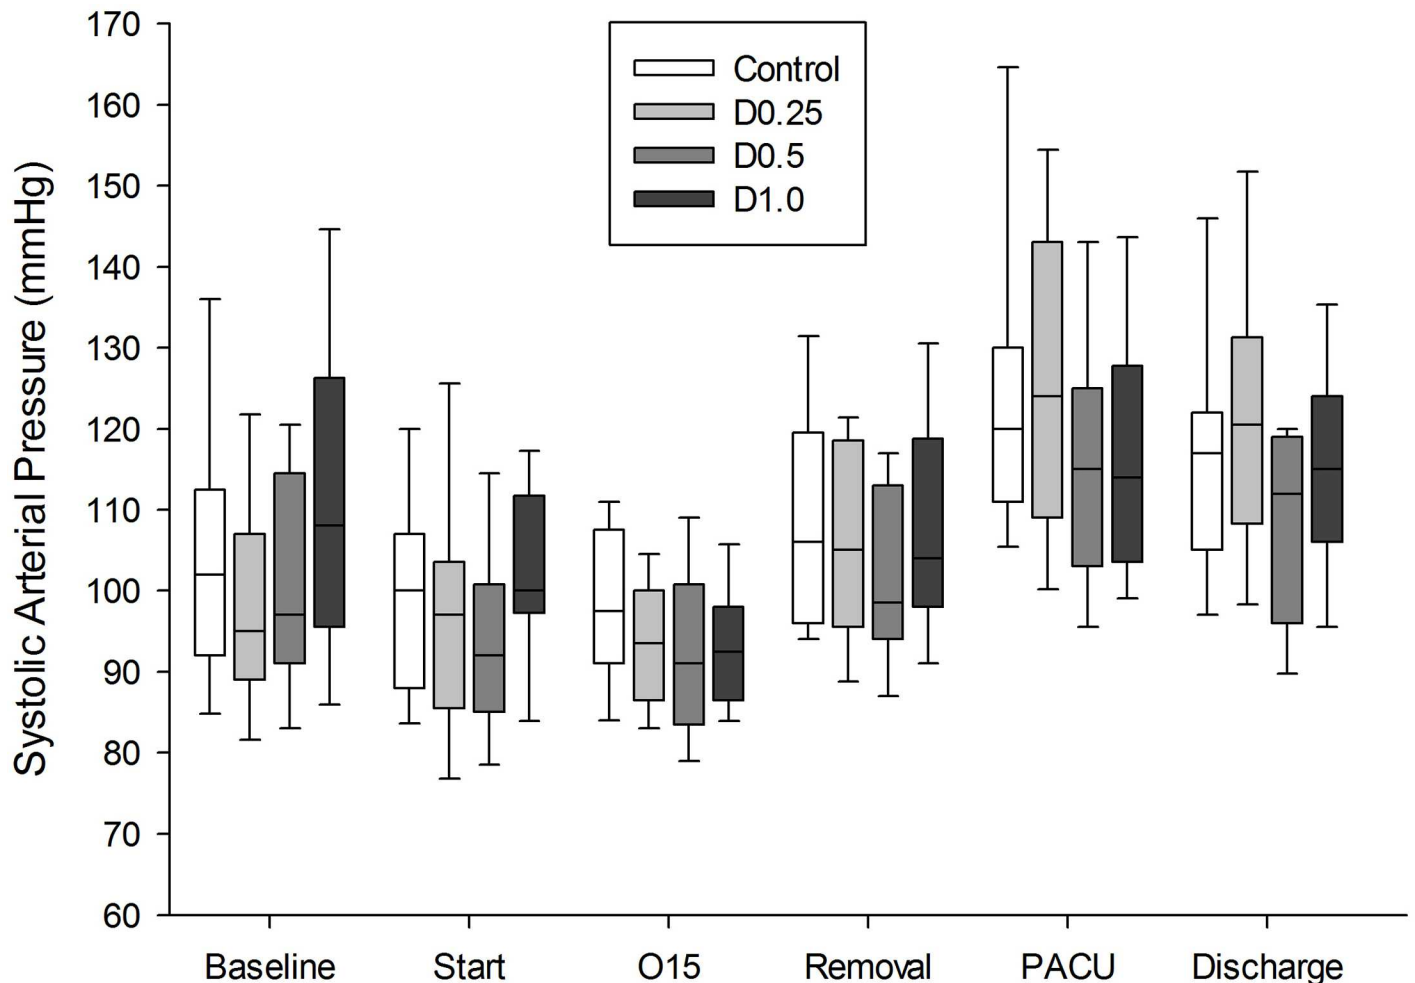 Systolic Arterial Pressure (mmHg)
170
160
150
140
130
120
110
100
90
80
70
60
Control
D0.25
D0.5
D1.0
Baseline
Start
O15
Removal
PACU
Discharge